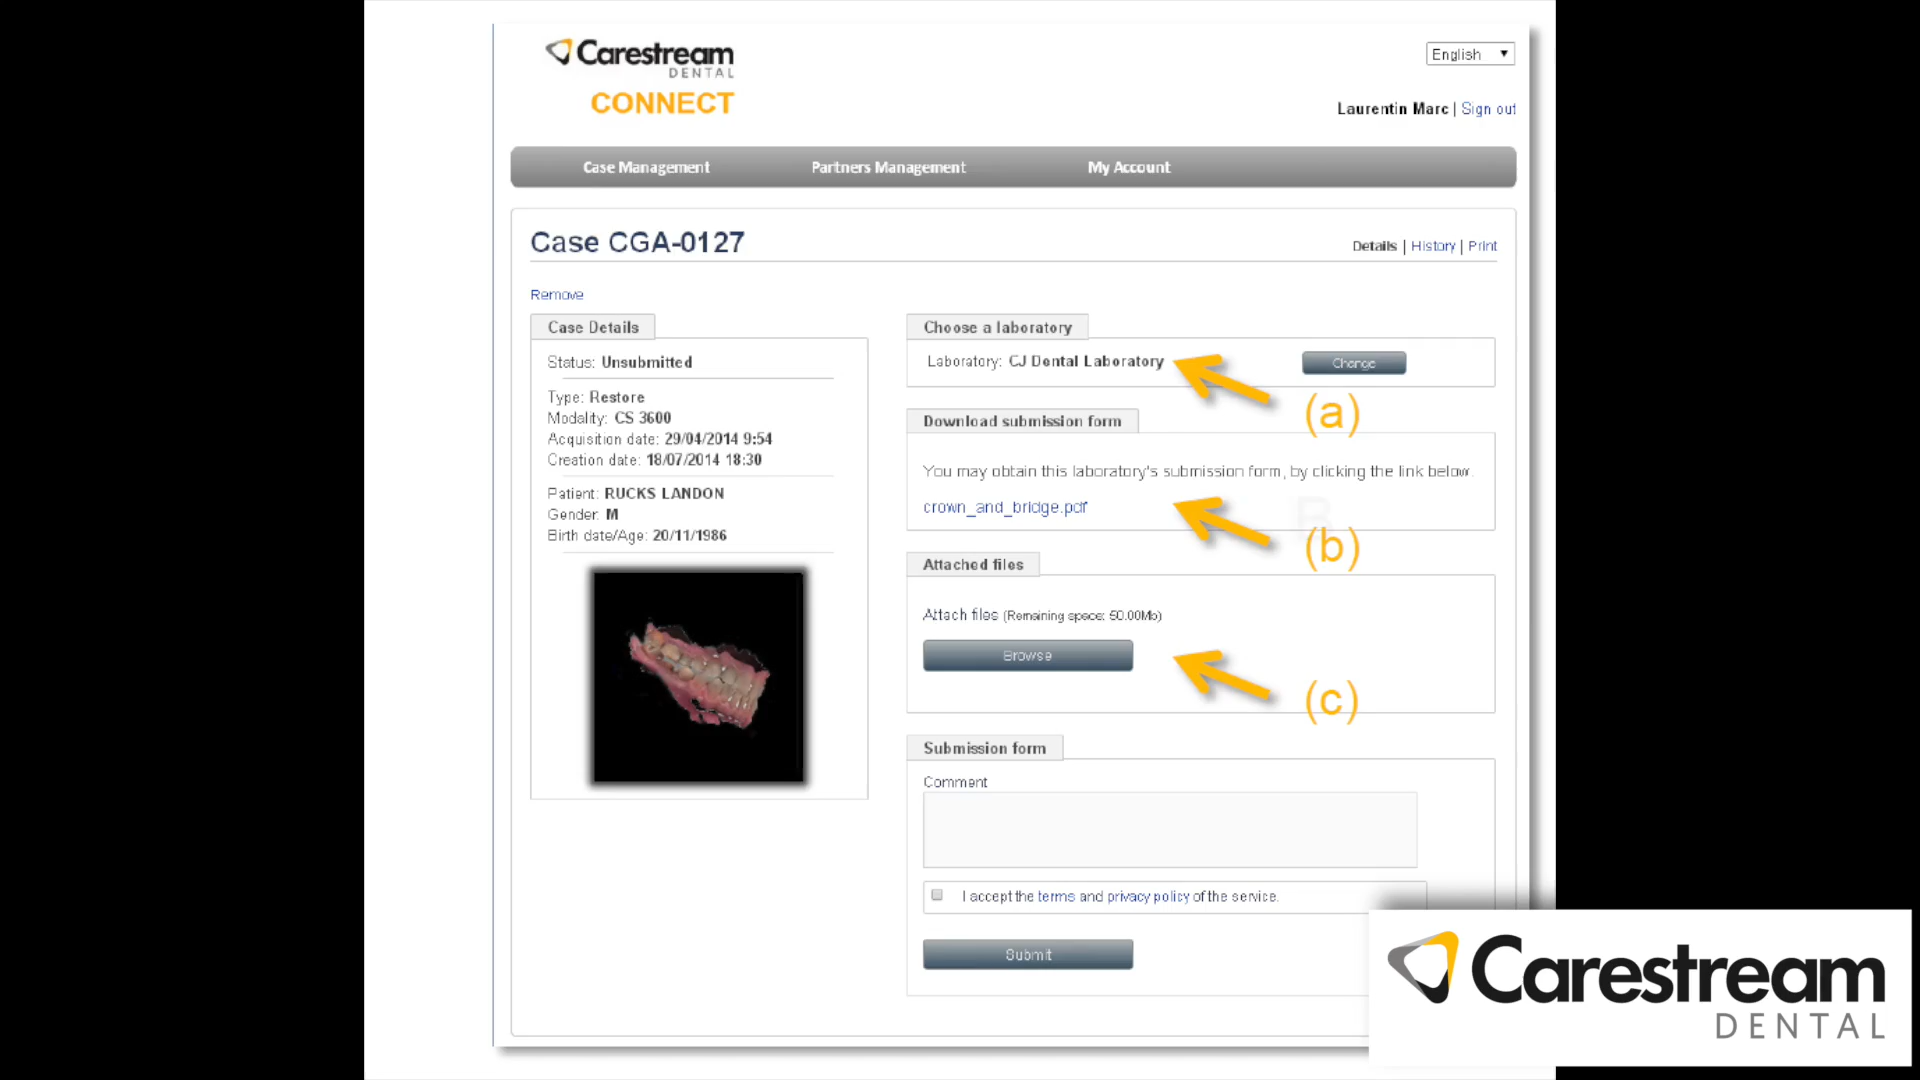 Carestream
DENTAL
CONNECT
English
Laurentin Marc | Sign out
Case Management Partners Management My Account
Case CGA-0127
Details | History | Print
Remove
Case Details
Status: Unsubmitted
Type: Restore
Modality: CS 3600
Acquisition date: 29/04/2014 9:54
Creation date: 18/07/2014 18:30
Patient: RUCKS LANDON
Gender: M
Birth date/Age: 20/11/1986
Choose a laboratory
Laboratory: CJ Dental Laboratory
Change
(a)
Download submission form
You may obtain this laboratory's submission form, by clicking the link below.
crown_and_bridge.pdf
B
(b)
Attached files
Attach files (Remaining space: 50.00Mo)
Browse
(c)
Submission form
Comment
I accept the terms and privacy policy of the service.
Submit
Carestream
DENTAL